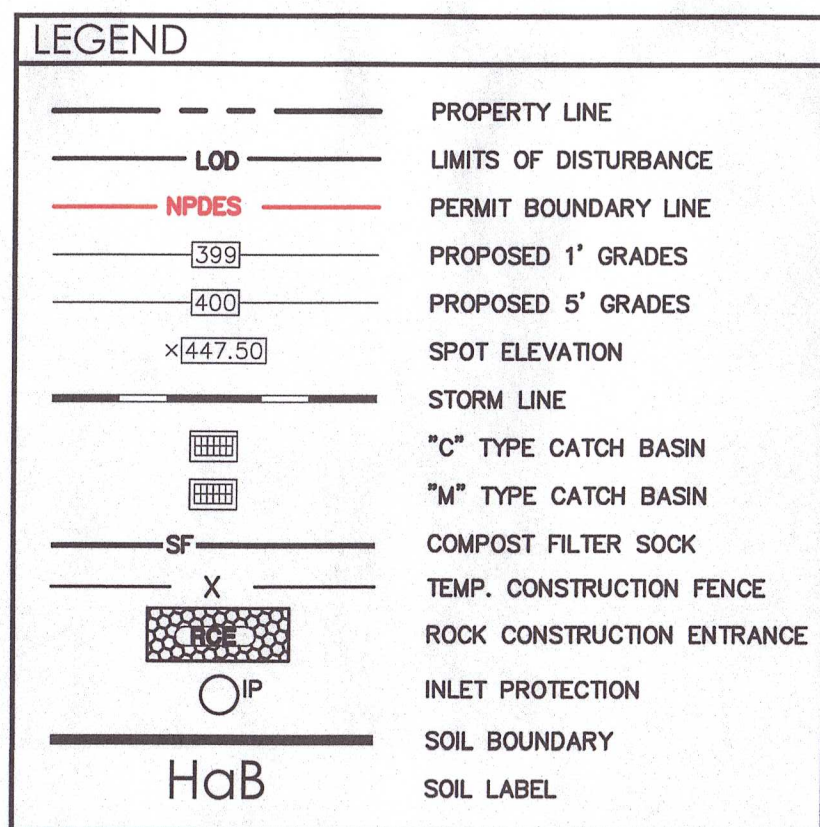 LEGEND
PROPERTY LINE
LOD LIMITS OF DISTURBANCE
NPDES PERMIT BOUNDARY LINE
399 PROPOSED 1' GRADES
400 PROPOSED 5' GRADES
×447.50 SPOT ELEVATION
STORM LINE
"C" TYPE CATCH BASIN
"M" TYPE CATCH BASIN
SF COMPOST FILTER SOCK
X TEMP. CONSTRUCTION FENCE
RCE ROCK CONSTRUCTION ENTRANCE
IP INLET PROTECTION
SOIL BOUNDARY
HaB SOIL LABEL